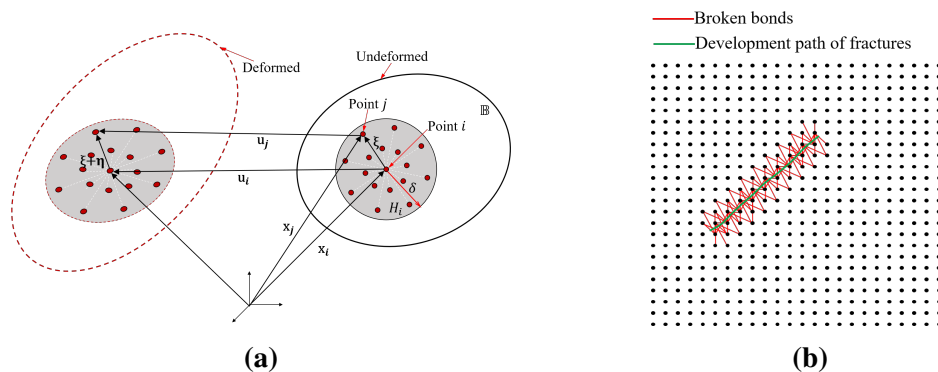 Deformed
Undeformed
𝔹
Point j
Point i
ξ
ξ+η
u_j
u_i
δ
H_i
x_j
x_i
(a)
Broken bonds
Development path of fractures
(b)